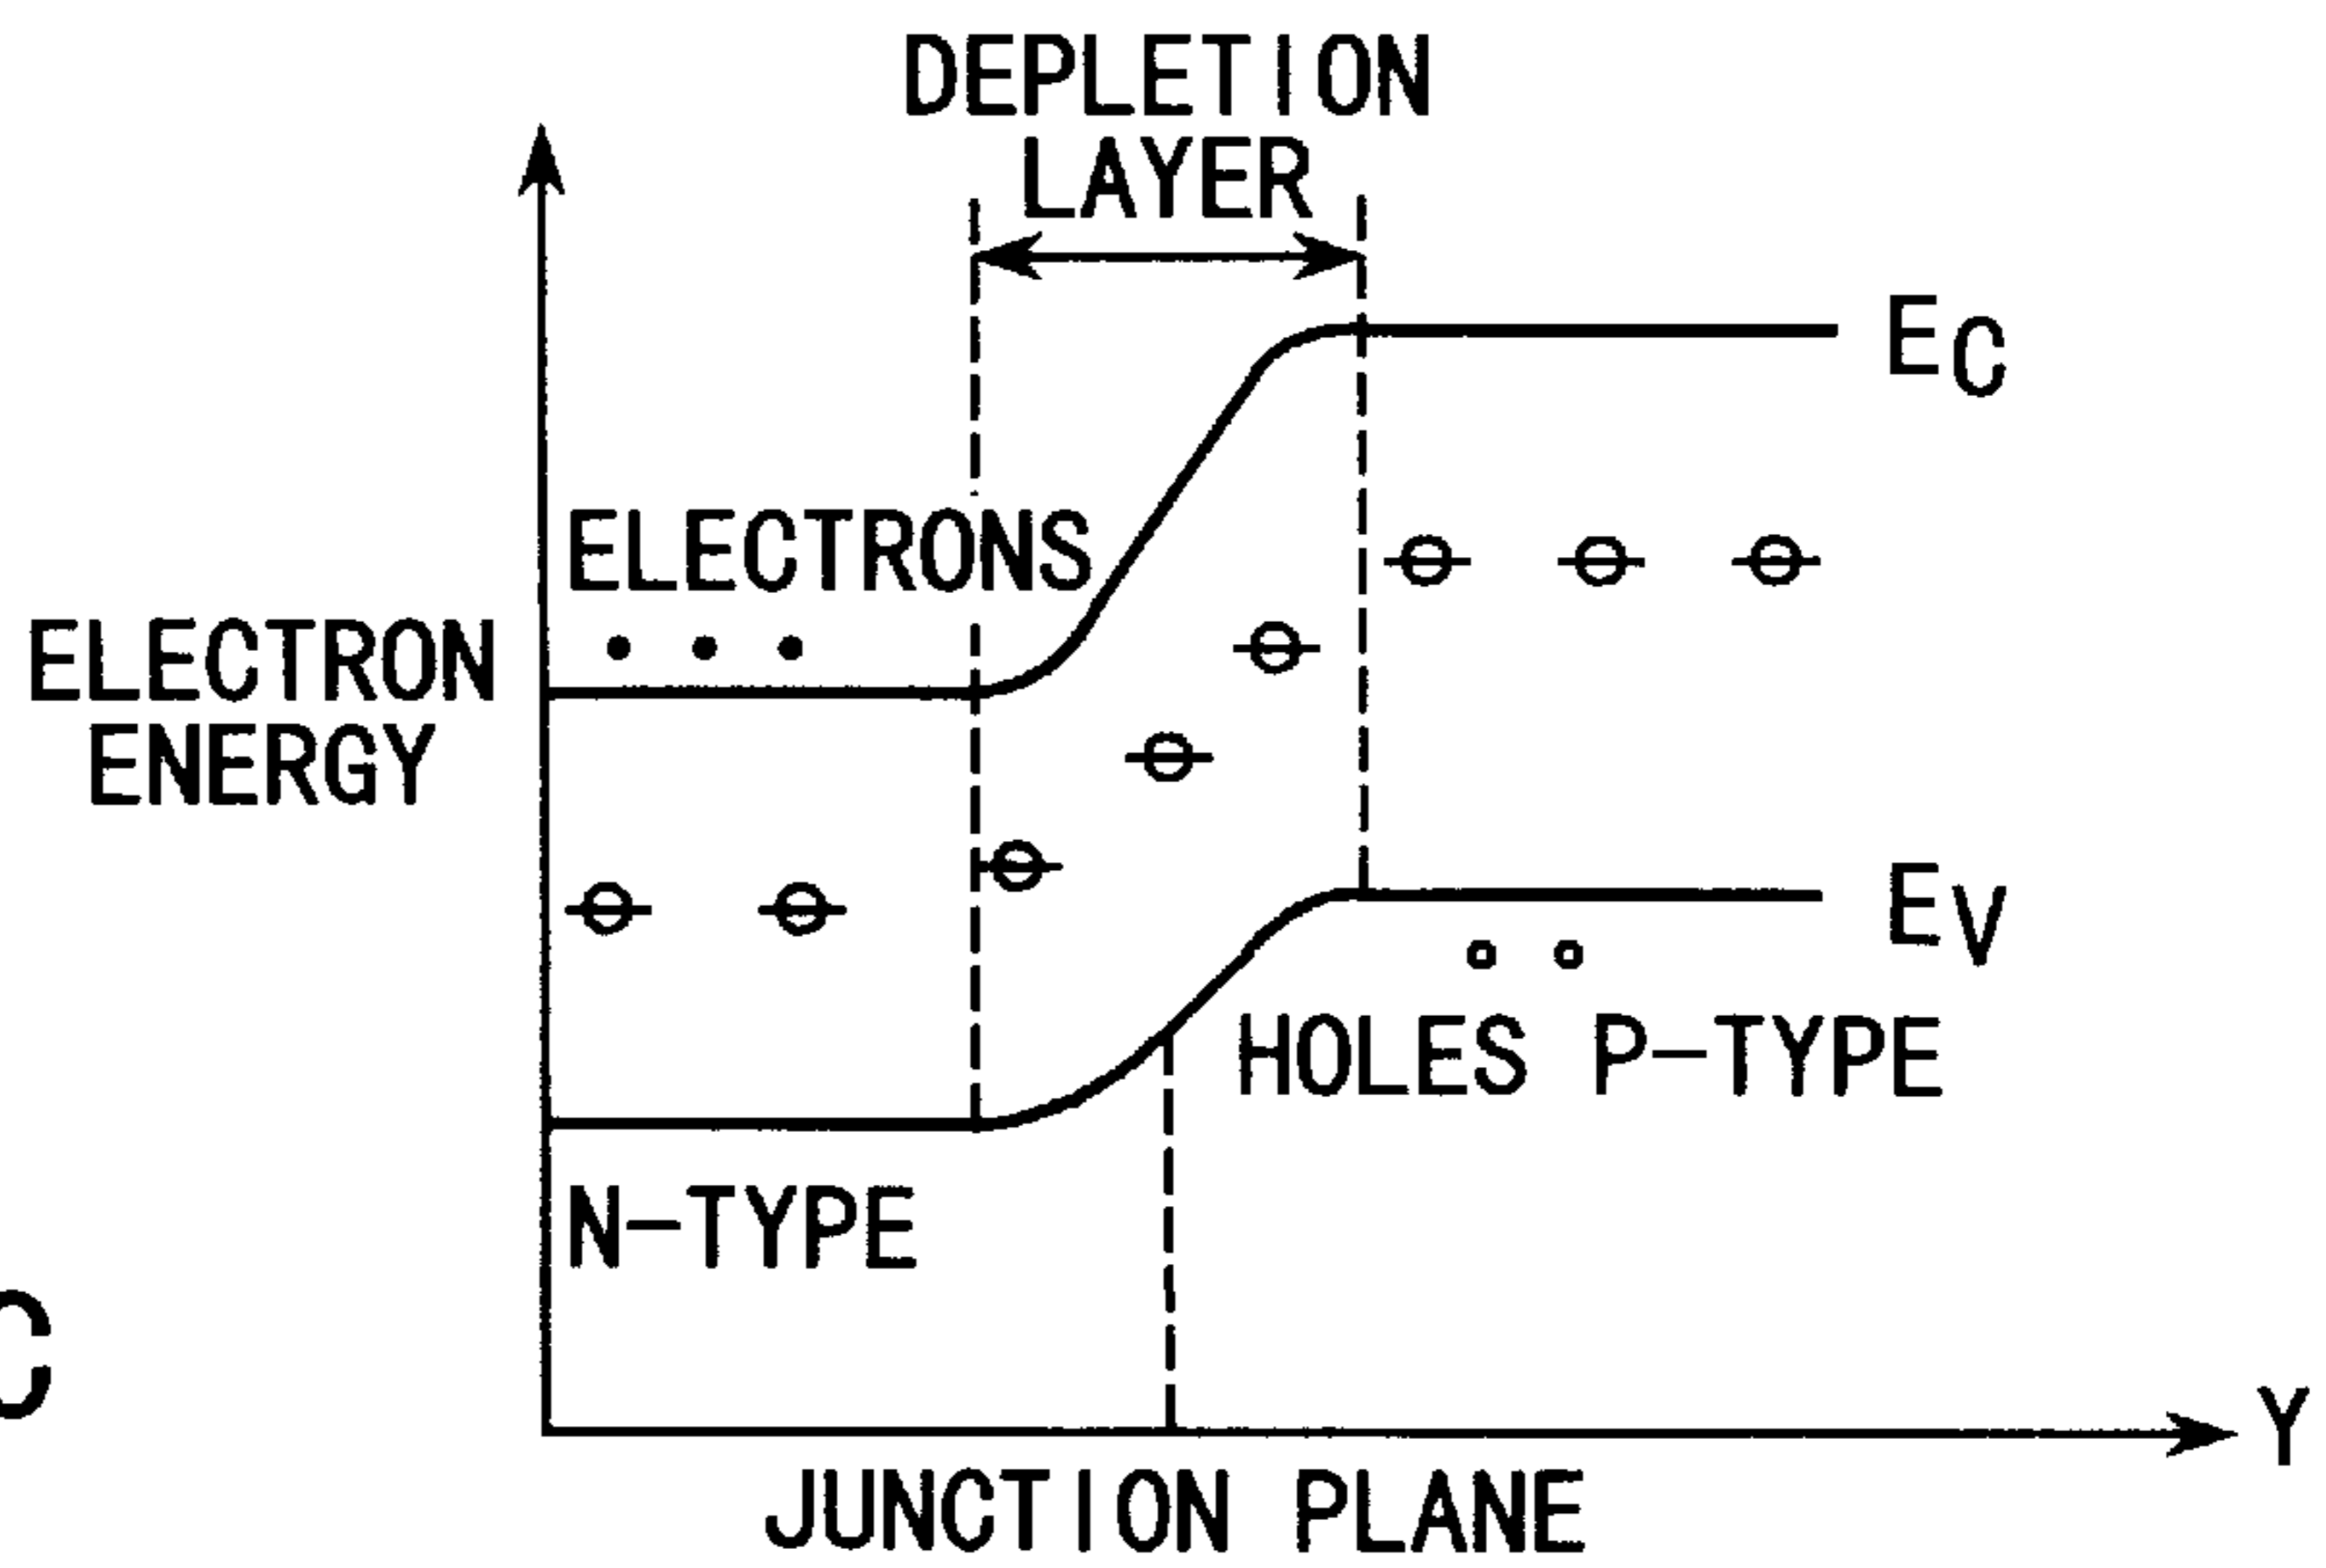 DEPLETION
LAYER
EC
ELECTRONS
ELECTRON
ENERGY
EV
HOLES P-TYPE
N-TYPE
C
Y
JUNCTION PLANE